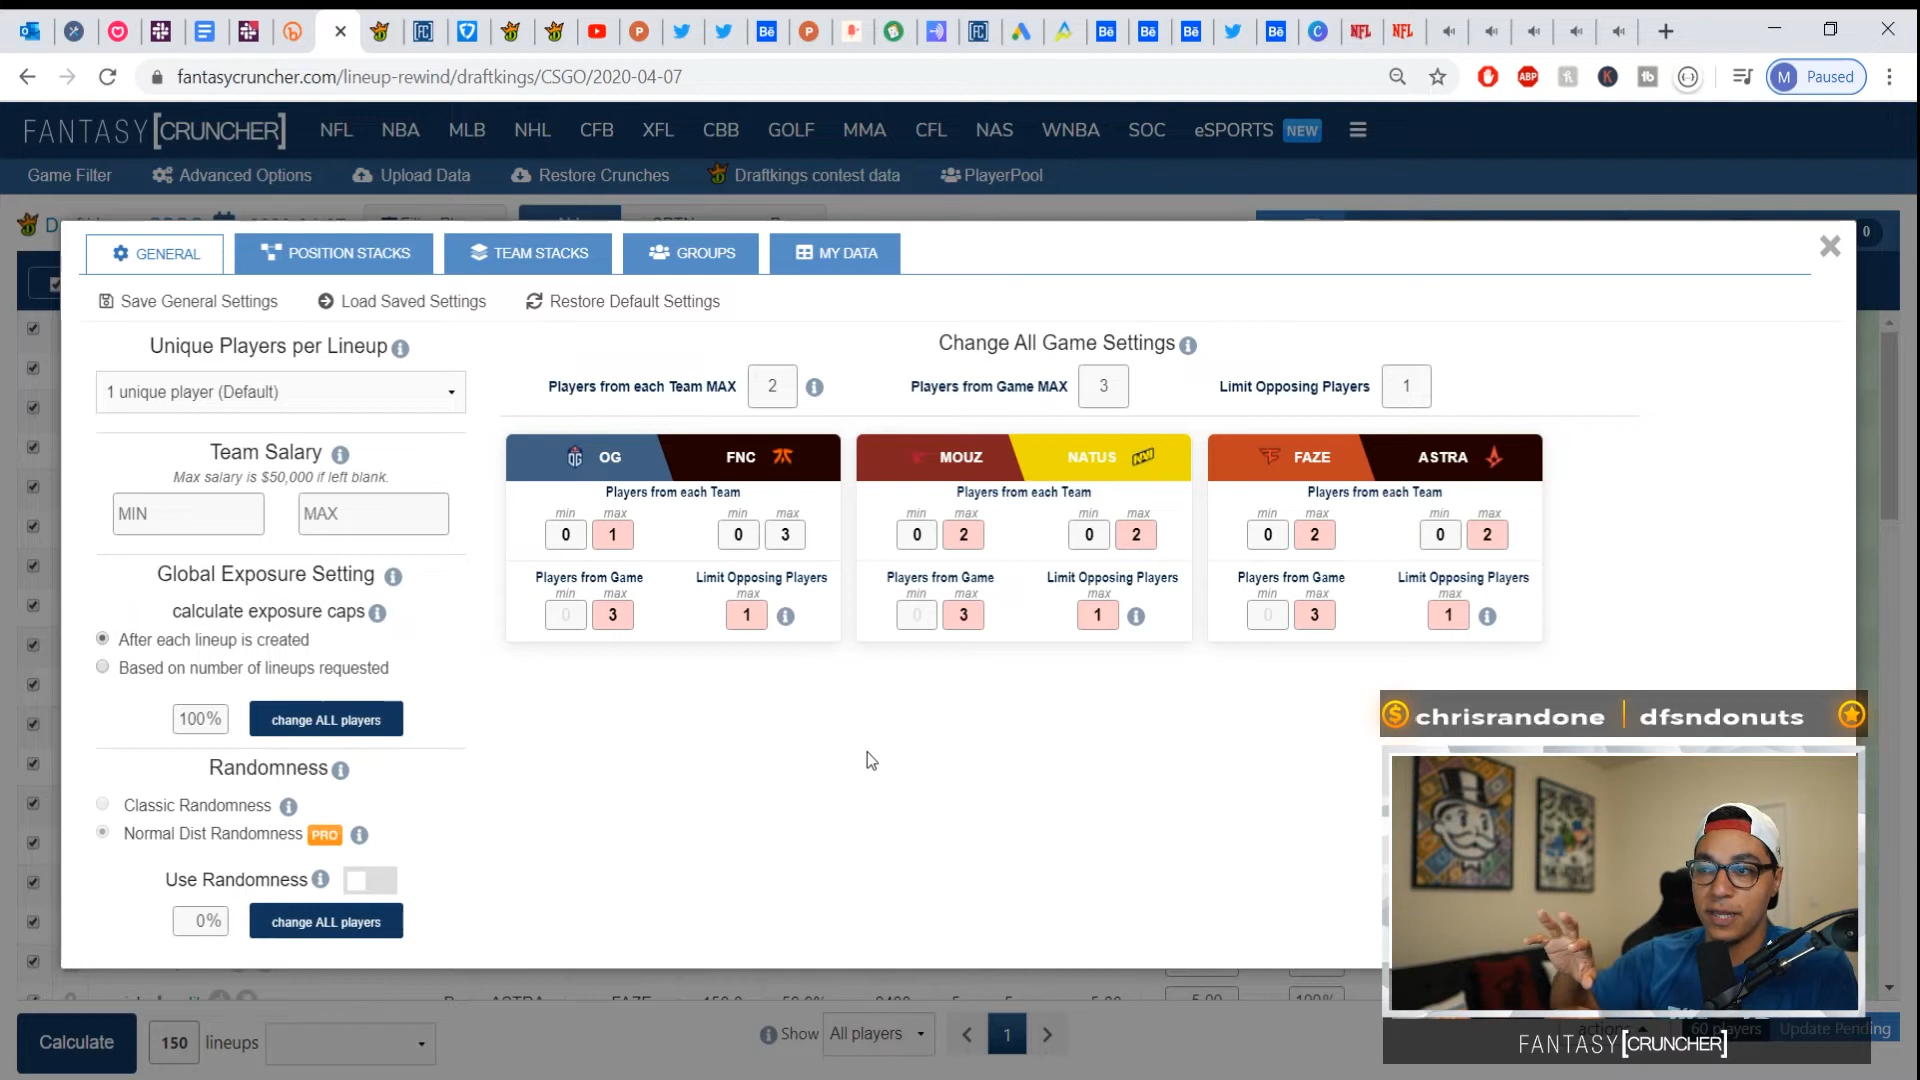 fantasycruncher.com/lineup-rewind/draftkings/CSGO/2020-04-07
ABP
M Paused
FANTASY[CRUNCHER] NFL NBA MLB NHL CFB XFL CBB GOLF MMA CFL NAS WNBA SOC eSPORTS NEW
Game Filter Advanced Options Upload Data Restore Crunches Draftkings contest data PlayerPool
0
GENERAL POSITION STACKS TEAM STACKS GROUPS MY DATA
Save General Settings Load Saved Settings Restore Default Settings
Unique Players per Lineup
1 unique player (Default)
Team Salary
Max salary is $50,000 if left blank.
MIN MAX
Global Exposure Setting
calculate exposure caps
After each lineup is created
Based on number of lineups requested
100% change ALL players
Randomness
Classic Randomness
Normal Dist Randomness PRO
Use Randomness
0% change ALL players
Change All Game Settings
Players from each Team MAX 2 Players from Game MAX 3 Limit Opposing Players 1
OG FNC
Players from each Team
min max min max
0 1 0 3
Players from Game Limit Opposing Players
min max max
0 3 1
MOUZ NATUS
Players from each Team
min max min max
0 2 0 2
Players from Game Limit Opposing Players
min max max
0 3 1
FAZE ASTRA
Players from each Team
min max min max
0 2 0 2
Players from Game Limit Opposing Players
min max max
0 3 1
chrisrandone dfsndonuts
Calculate 150 lineups
Show All players 1
60 players Update Pending
FANTASY[CRUNCHER]